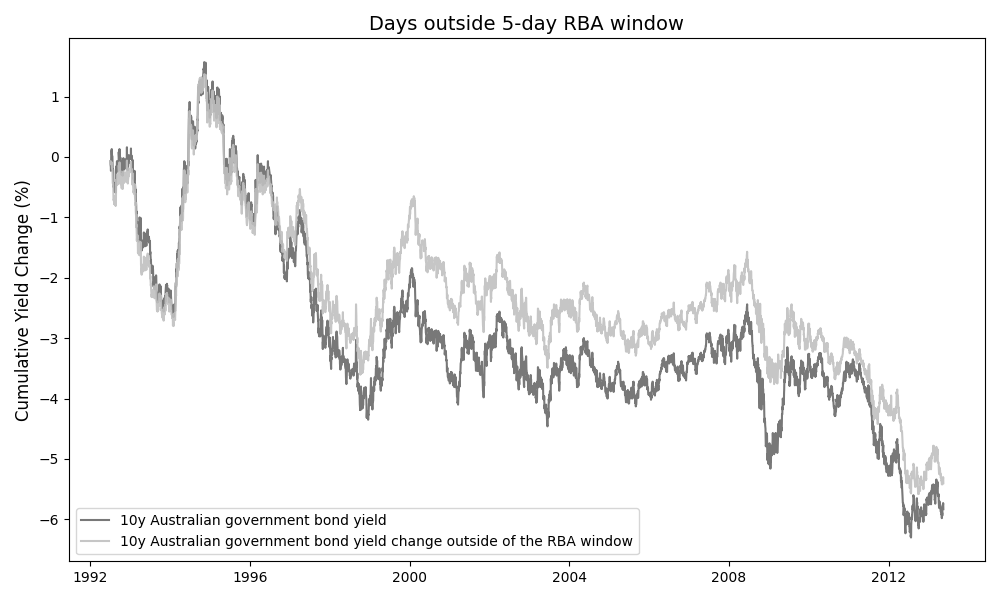 Days outside 5-day RBA window
Cumulative Yield Change (%)
1
0
−1
−2
−3
−4
−5
−6
10y Australian government bond yield
10y Australian government bond yield change outside of the RBA window
1992 1996 2000 2004 2008 2012